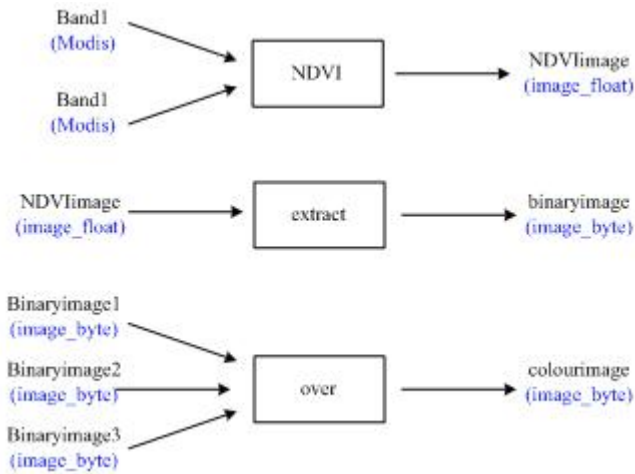 Band1
(Modis)
Band1
(Modis)
NDVI
NDVIimage
(image_float)
NDVIimage
(image_float)
extract
binaryimage
(image_byte)
Binaryimage1
(image_byte)
Binaryimage2
(image_byte)
Binaryimage3
(image_byte)
over
colourimage
(image_byte)